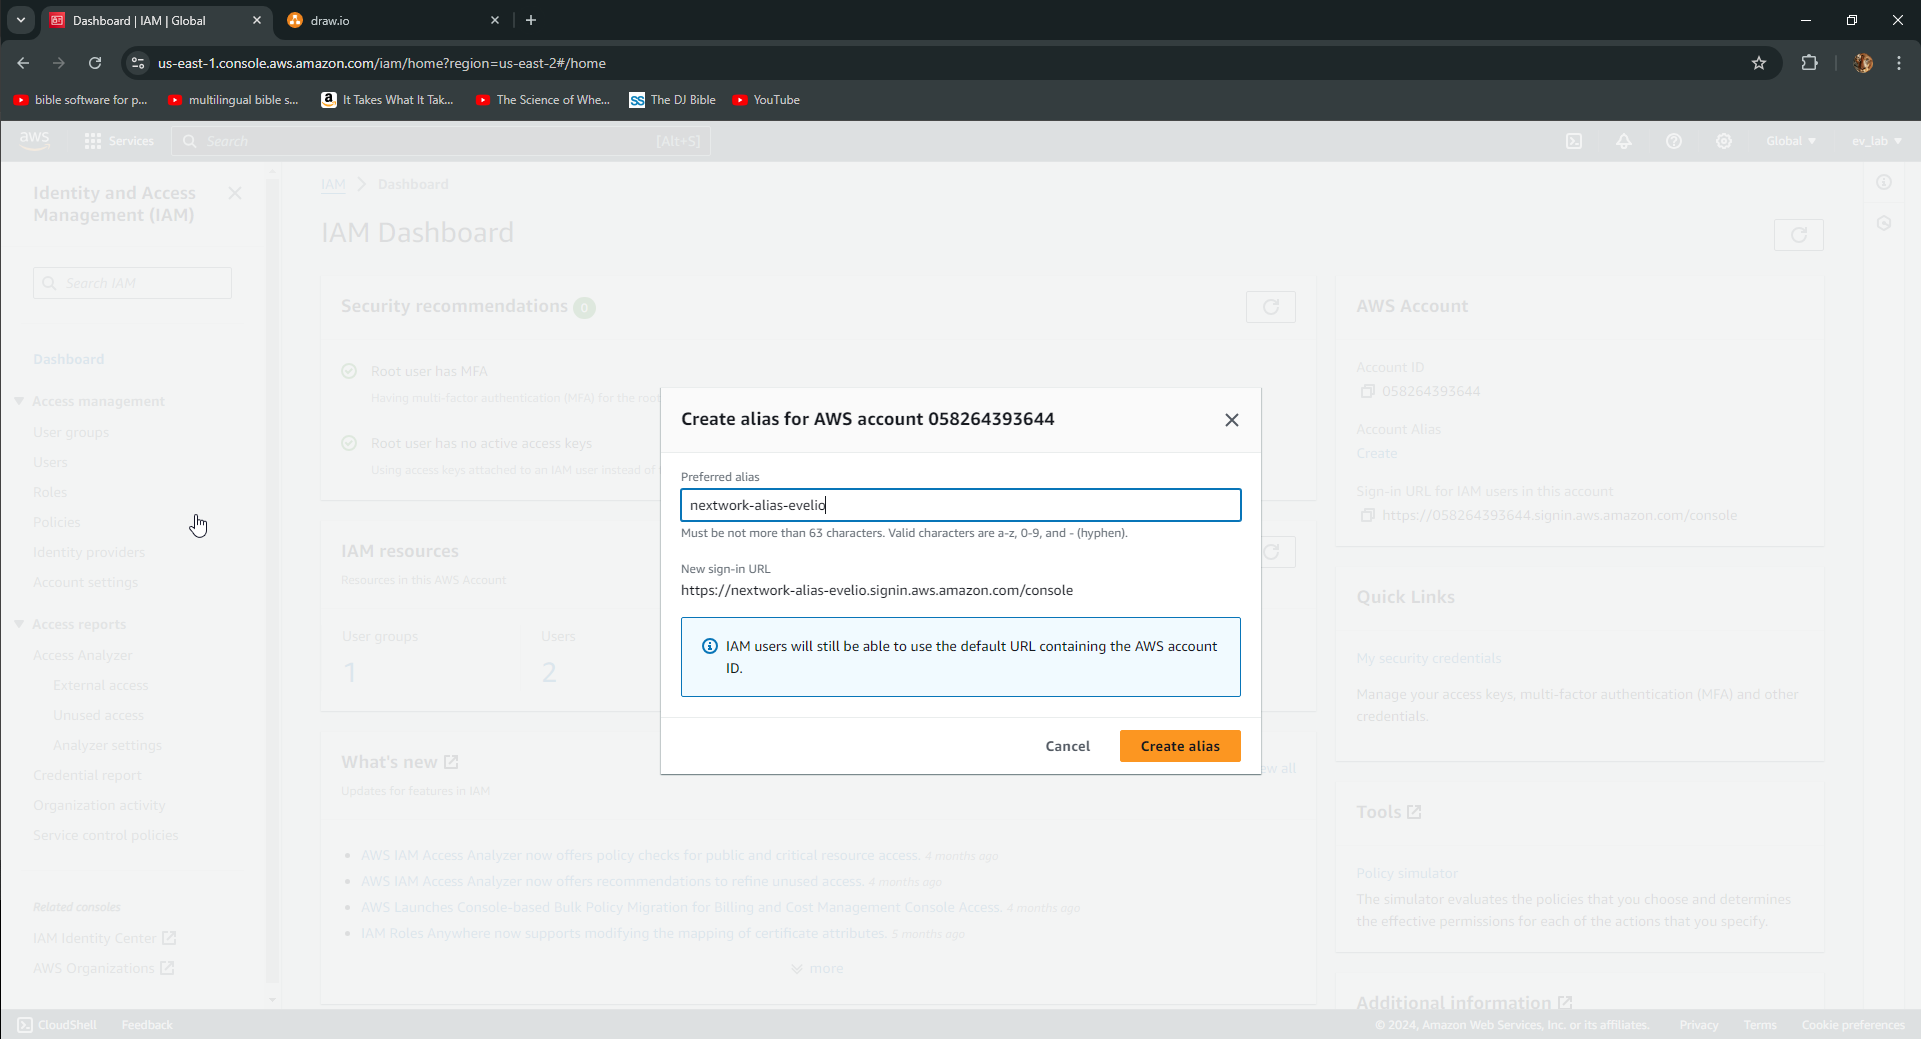 Dashboard | IAM | Global
draw.io
us-east-1.console.aws.amazon.com/iam/home?region=us-east-2#/home
bible software for p...
multilingual bible s...
It Takes What It Tak...
The Science of Whe...
The DJ Bible
YouTube
aws
Services
Search
[Alt+S]
Global
ev_lab
Identity and Access
Management (IAM)
Search IAM
Dashboard
Access management
User groups
Users
Roles
Policies
Identity providers
Account settings
Access reports
Access Analyzer
External access
Unused access
Analyzer settings
Credential report
Organization activity
Service control policies
Related consoles
IAM Identity Center
AWS Organizations
IAM
Dashboard
IAM Dashboard
Security recommendations 0
Root user has MFA
Having multi-factor authentication (MFA) for the root
Root user has no active access keys
Using access keys attached to an IAM user instead of
IAM resources
Resources in this AWS Account
User groups
Users
1
2
What's new
Updates for features in IAM
AWS IAM Access Analyzer now offers policy checks for public and critical resource access. 4 months ago
AWS IAM Access Analyzer now offers recommendations to refine unused access. 4 months ago
AWS Launches Console-based Bulk Policy Migration for Billing and Cost Management Console Access. 4 months ago
IAM Roles Anywhere now supports modifying the mapping of certificate attributes. 5 months ago
more
Create alias for AWS account 058264393644
Preferred alias
nextwork-alias-evelio
Must be not more than 63 characters. Valid characters are a-z, 0-9, and - (hyphen).
New sign-in URL
https://nextwork-alias-evelio.signin.aws.amazon.com/console
IAM users will still be able to use the default URL containing the AWS account
ID.
Cancel
Create alias
ew all
AWS Account
Account ID
058264393644
Account Alias
Create
Sign-in URL for IAM users in this account
https://058264393644.signin.aws.amazon.com/console
Quick Links
My security credentials
Manage your access keys, multi-factor authentication (MFA) and other
credentials.
Tools
Policy simulator
The simulator evaluates the policies that you choose and determines
the effective permissions for each of the actions that you specify.
Additional information
CloudShell
Feedback
© 2024, Amazon Web Services, Inc. or its affiliates.
Privacy
Terms
Cookie preferences